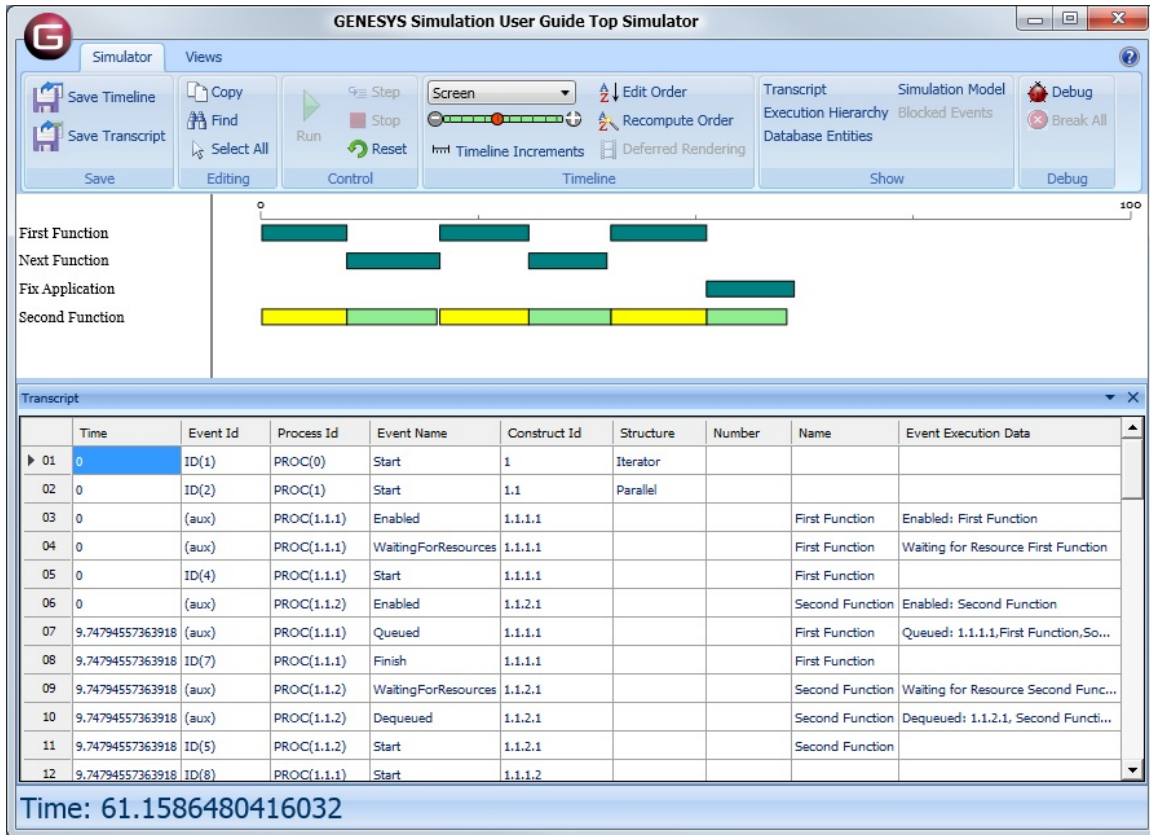 GENESYS Simulation User Guide Top Simulator
G
Simulator Views
Save Timeline
Save Transcript
Save
Copy
Find
Select All
Editing
Run
Step
Stop
Reset
Control
Screen
Timeline Increments
Edit Order
Recompute Order
Deferred Rendering
Timeline
Transcript Simulation Model
Execution Hierarchy Blocked Events
Database Entities
Show
Debug
Break All
Debug
0 100
First Function
Next Function
Fix Application
Second Function
Transcript
Time Event Id Process Id Event Name Construct Id Structure Number Name Event Execution Data
01 0 ID(1) PROC(0) Start 1 Iterator
02 0 ID(2) PROC(1) Start 1.1 Parallel
03 0 (aux) PROC(1.1.1) Enabled 1.1.1.1 First Function Enabled: First Function
04 0 (aux) PROC(1.1.1) WaitingForResources 1.1.1.1 First Function Waiting for Resource First Function
05 0 ID(4) PROC(1.1.1) Start 1.1.1.1 First Function
06 0 (aux) PROC(1.1.2) Enabled 1.1.2.1 Second Function Enabled: Second Function
07 9.74794557363918 (aux) PROC(1.1.1) Queued 1.1.1.1 First Function Queued: 1.1.1.1,First Function,So...
08 9.74794557363918 ID(7) PROC(1.1.1) Finish 1.1.1.1 First Function
09 9.74794557363918 (aux) PROC(1.1.2) WaitingForResources 1.1.2.1 Second Function Waiting for Resource Second Func...
10 9.74794557363918 (aux) PROC(1.1.2) Dequeued 1.1.2.1 Second Function Dequeued: 1.1.2.1, Second Functi...
11 9.74794557363918 ID(5) PROC(1.1.2) Start 1.1.2.1 Second Function
12 9.74794557363918 ID(8) PROC(1.1.1) Start 1.1.1.2
Time: 61.1586480416032